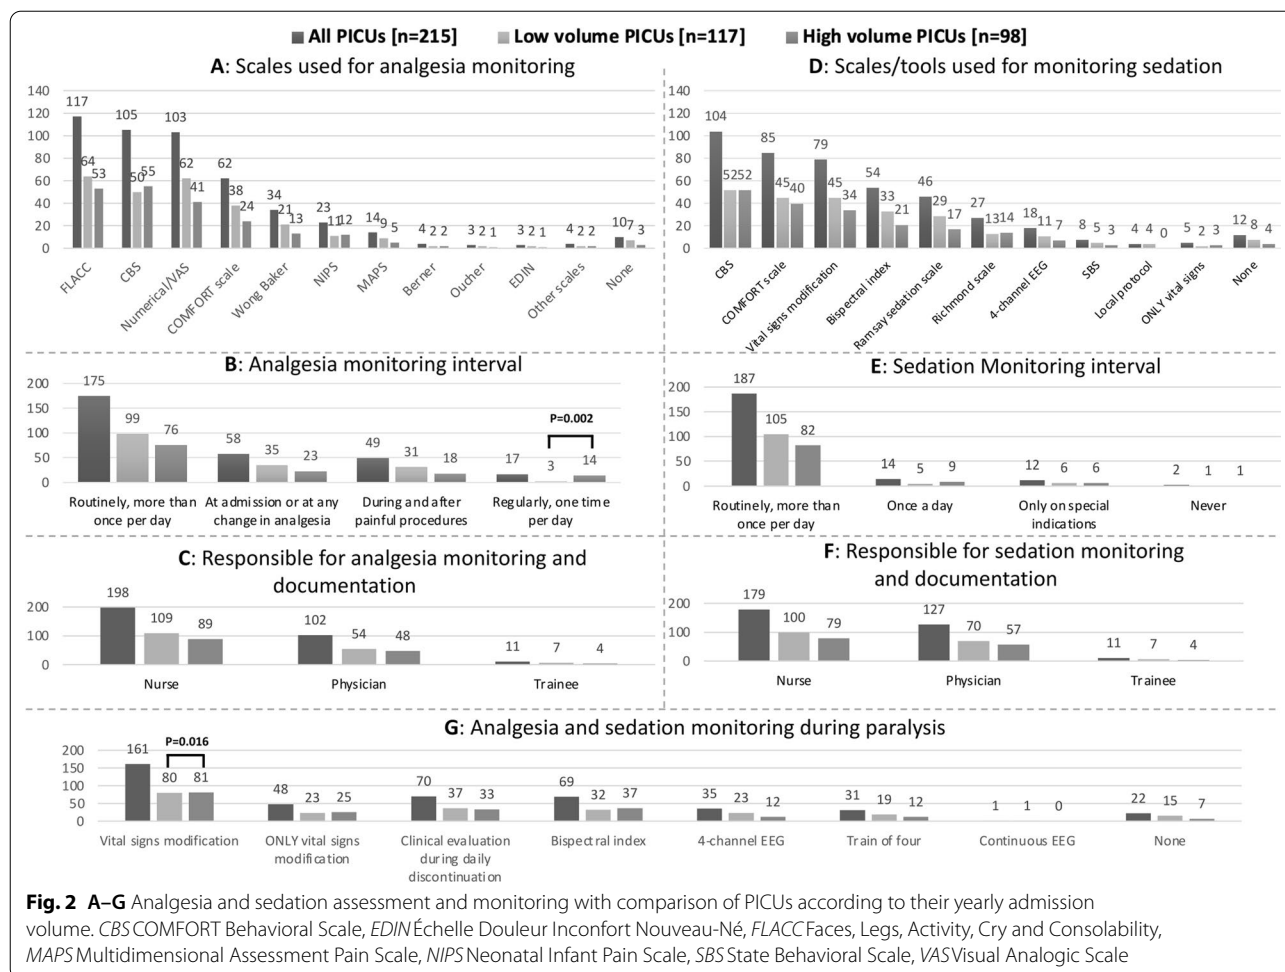 All PICUs [n=215] Low volume PICUs [n=117] High volume PICUs [n=98]
A: Scales used for analgesia monitoring
140
120
100
80
60
40
20
0
117 64 53
105 50 55
103 62 41
62 38 24
34 21 13
23 11 12
14 9 5
4 2 2
3 2 1
3 2 1
4 2 2
10 7 3
FLACC
CBS
Numerical/VAS
COMFORT scale
Wong Baker
NIPS
MAPS
Berner
Oucher
EDIN
Other scales
None
D: Scales/tools used for monitoring sedation
140
120
100
80
60
40
20
0
104 52 52
85 45 40
79 45 34
54 33 21
46 29 17
27 13 14
18 11 7
8 5 3
4 4 0
5 2 3
12 8 4
CBS
COMFORT scale
Vital signs modification
Bispectral index
Ramsay sedation scale
Richmond scale
4-channel EEG
SBS
Local protocol
ONLY vital signs
None
B: Analgesia monitoring interval
200
150
100
50
0
175 99 76
58 35 23
49 31 18
P=0.002
17 3 14
Routinely, more than
once per day
At admission or at any
change in analgesia
During and after
painful procedures
Regularly, one time
per day
E: Sedation Monitoring interval
200
150
100
50
0
187 105 82
14 5 9
12 6 6
2 1 1
Routinely, more than
once per day
Once a day
Only on special
indications
Never
C: Responsible for analgesia monitoring and
documentation
200
100
0
198 109 89
102 54 48
11 7 4
Nurse
Physician
Trainee
F: Responsible for sedation monitoring
and documentation
200
100
0
179 100 79
127 70 57
11 7 4
Nurse
Physician
Trainee
G: Analgesia and sedation monitoring during paralysis
200
150
100
50
0
P=0.016
161 80 81
48 23 25
70 37 33
69 32 37
35 23 12
31 19 12
1 1 0
22 15 7
Vital signs modification
ONLY vital signs
modification
Clinical evaluation
during daily
discontinuation
Bispectral index
4-channel EEG
Train of four
Continuous EEG
None
Fig. 2 A–G Analgesia and sedation assessment and monitoring with comparison of PICUs according to their yearly admission
volume. CBS COMFORT Behavioral Scale, EDIN Échelle Douleur Inconfort Nouveau-Né, FLACC Faces, Legs, Activity, Cry and Consolability,
MAPS Multidimensional Assessment Pain Scale, NIPS Neonatal Infant Pain Scale, SBS State Behavioral Scale, VAS Visual Analogic Scale